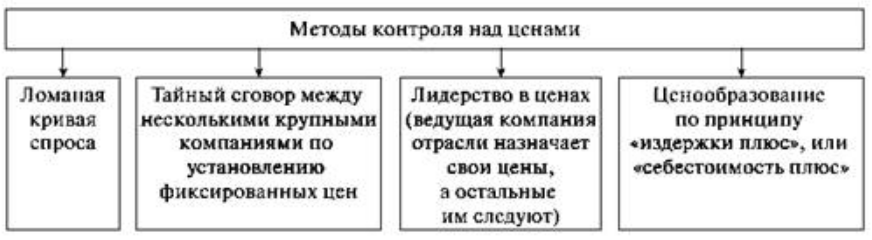 Методы контроля над ценами
Ломаная
кривая
спроса
Тайный сговор между
несколькими крупными
компаниями по
установлению
фиксированных цен
Лидерство в ценах
(ведущая компания
отрасли назначает
свои цены,
а остальные
им следуют)
Ценообразование
по принципу
«издержки плюс», или
«себестоимость плюс»